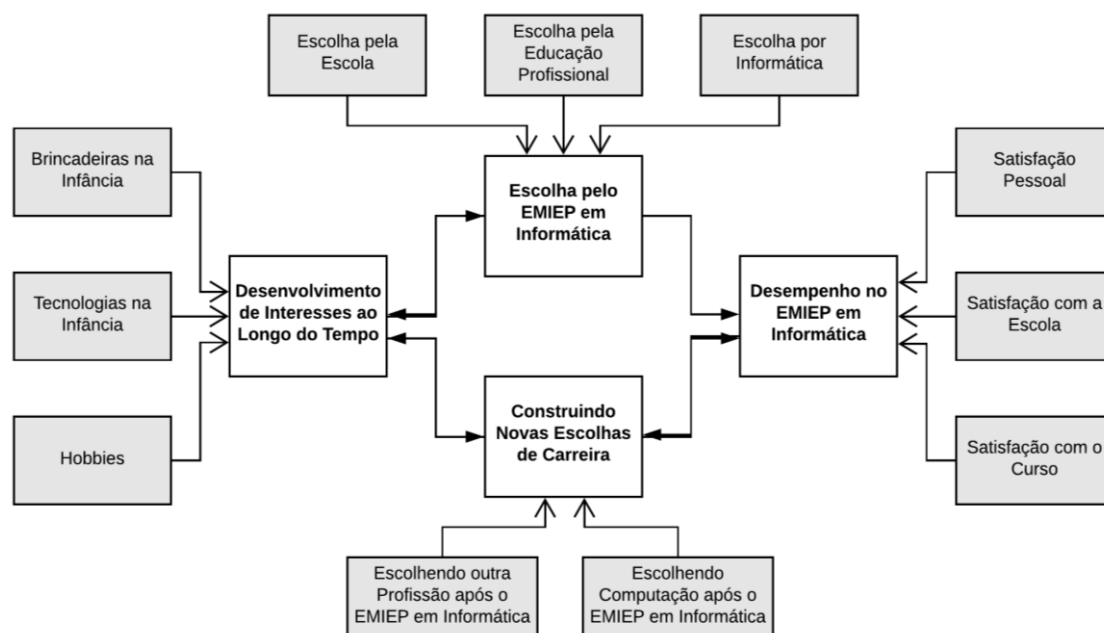 Escolha pela
Escola
Escolha pela
Educação
Profissional
Escolha por
Informática
Brincadeiras na
Infância
Tecnologias na
Infância
Hobbies
Desenvolvimento
de Interesses ao
Longo do Tempo
Escolha pelo
EMIEP em
Informática
Construindo
Novas Escolhas
de Carreira
Desempenho no
EMIEP em
Informática
Satisfação
Pessoal
Satisfação com a
Escola
Satisfação com o
Curso
Escolhendo outra
Profissão após o
EMIEP em Informática
Escolhendo
Computação após o
EMIEP em Informática